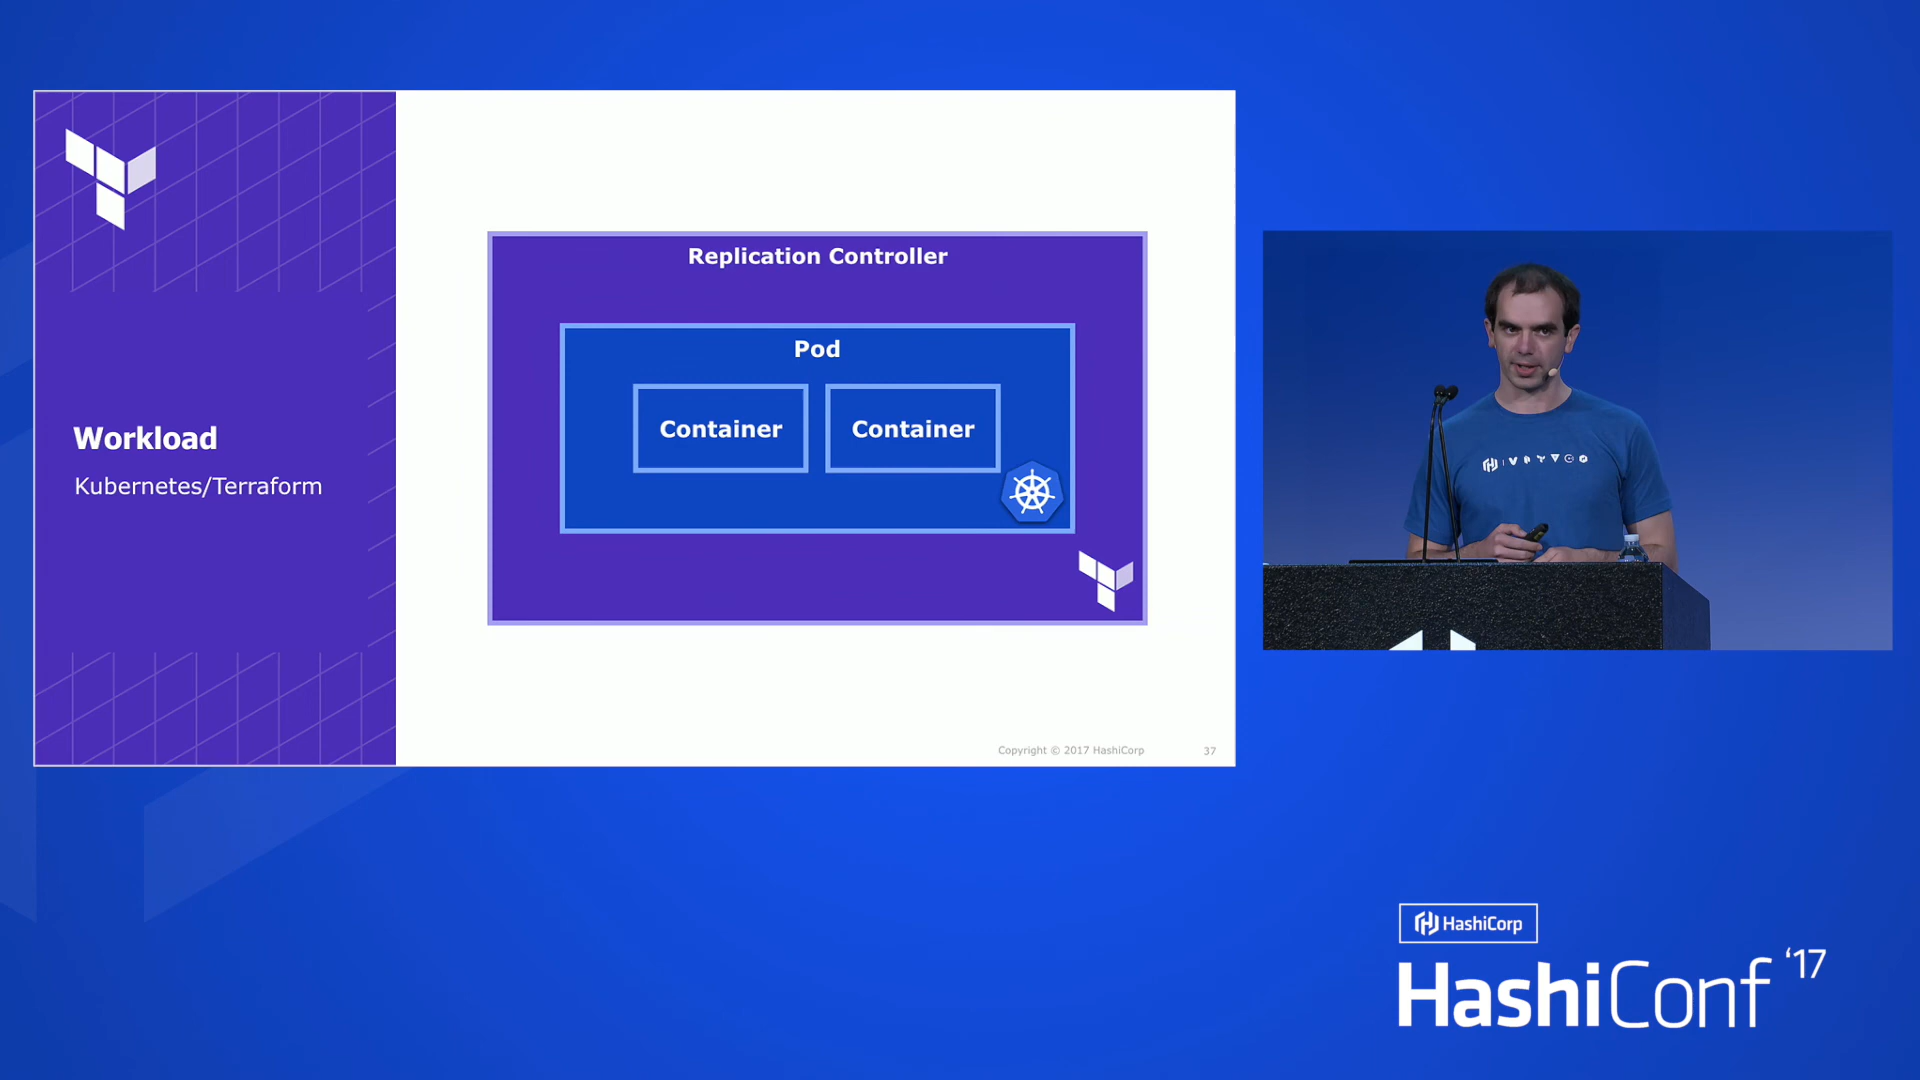 Workload
Kubernetes/Terraform
Replication Controller
Pod
Container Container
Copyright © 2017 HashiCorp 37
HashiCorp
HashiConf '17